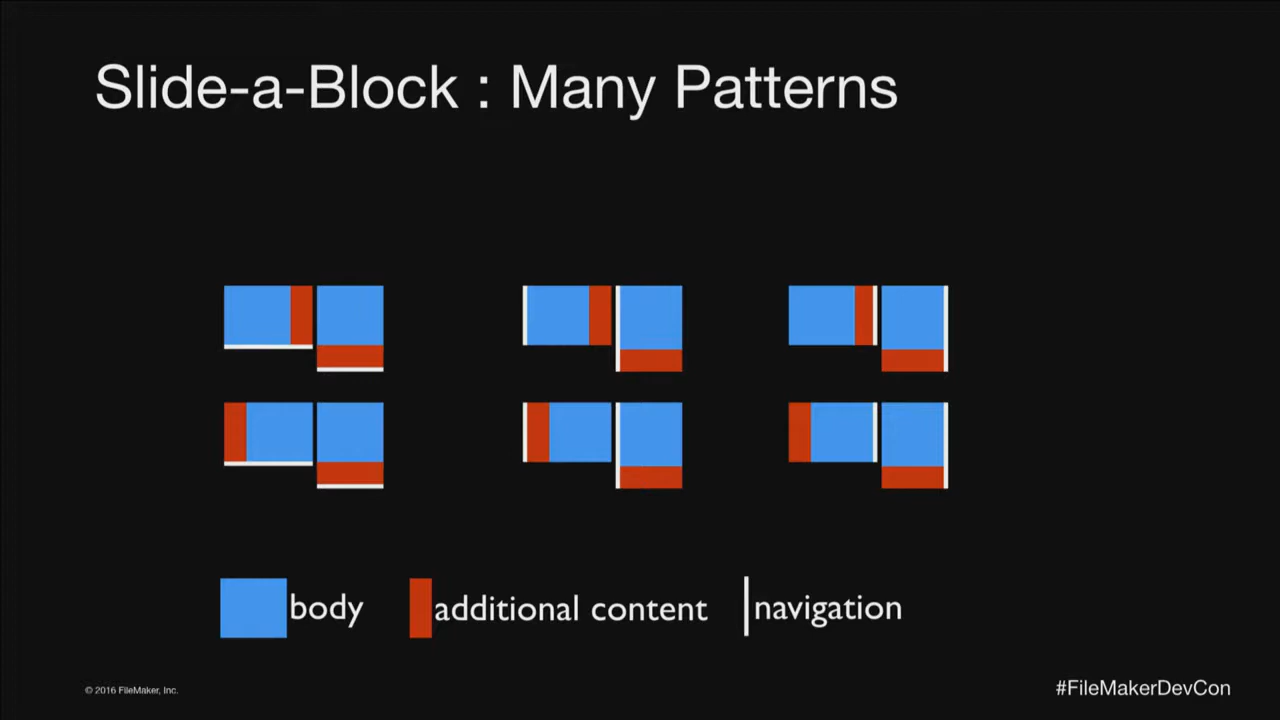 Slide-a-Block : Many Patterns
body
additional content
navigation
© 2016 FileMaker, Inc.
#FileMakerDevCon